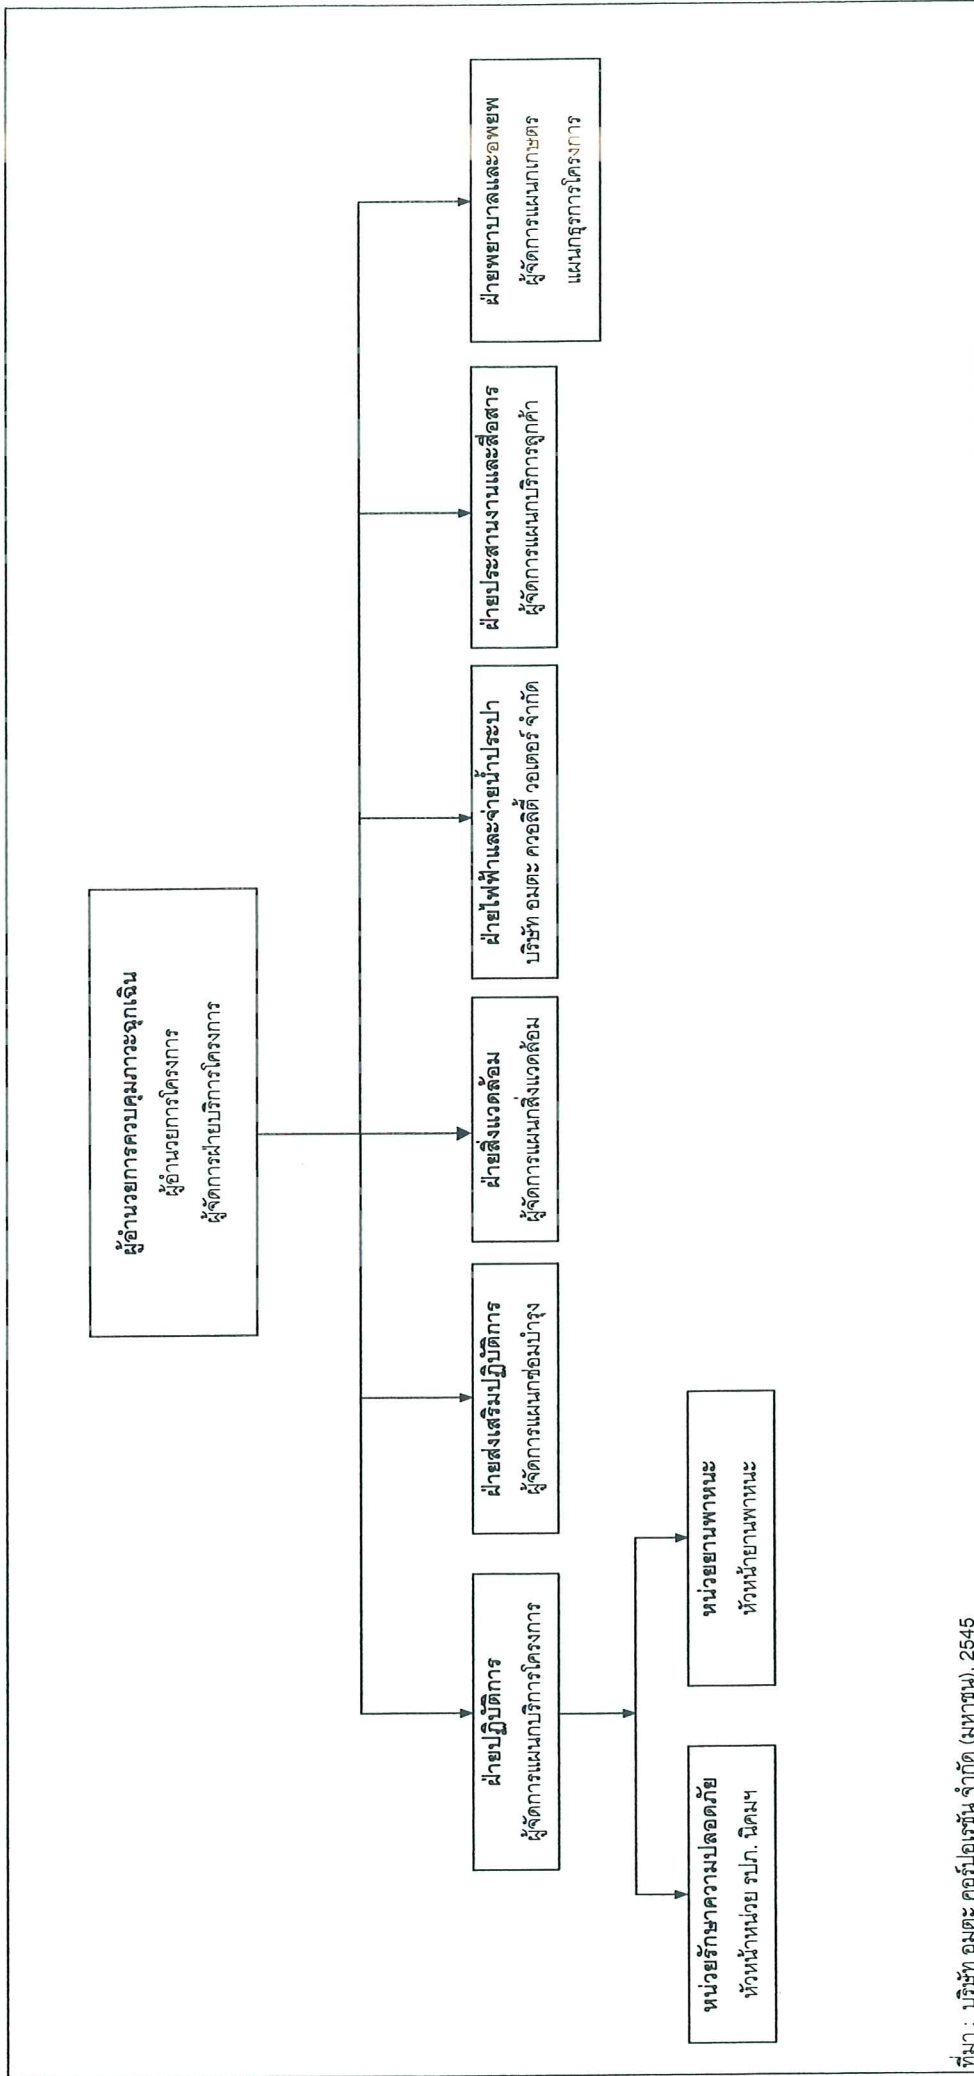 ผู้อำนวยการควบคุมภาวะฉุกเฉิน
ผู้อำนวยการโครงการ
ผู้จัดการฝ่ายบริการโครงการ
ฝ่ายปฏิบัติการ
ผู้จัดการแผนกบริการโครงการ
ฝ่ายส่งเสริมปฏิบัติการ
ผู้จัดการแผนกซ่อมบำรุง
ฝ่ายสิ่งแวดล้อม
ผู้จัดการแผนกสิ่งแวดล้อม
ฝ่ายไฟฟ้าและจ่ายน้ำประปา
บริษัท อมตะ ควอลิตี้ วอเตอร์ จำกัด
ฝ่ายประสานงานและสื่อสาร
ผู้จัดการแผนกบริการลูกค้า
ฝ่ายพยาบาลและอพยพ
ผู้จัดการแผนกเกษตร
แผนกธุรการโครงการ
หน่วยรักษาความปลอดภัย
หัวหน้าหน่วย รปภ. นิคมฯ
หน่วยยานพาหนะ
หัวหน้ายานพาหนะ
ที่มา : บริษัท อมตะ คอร์ปอเรชัน จำกัด (มหาชน), 2545